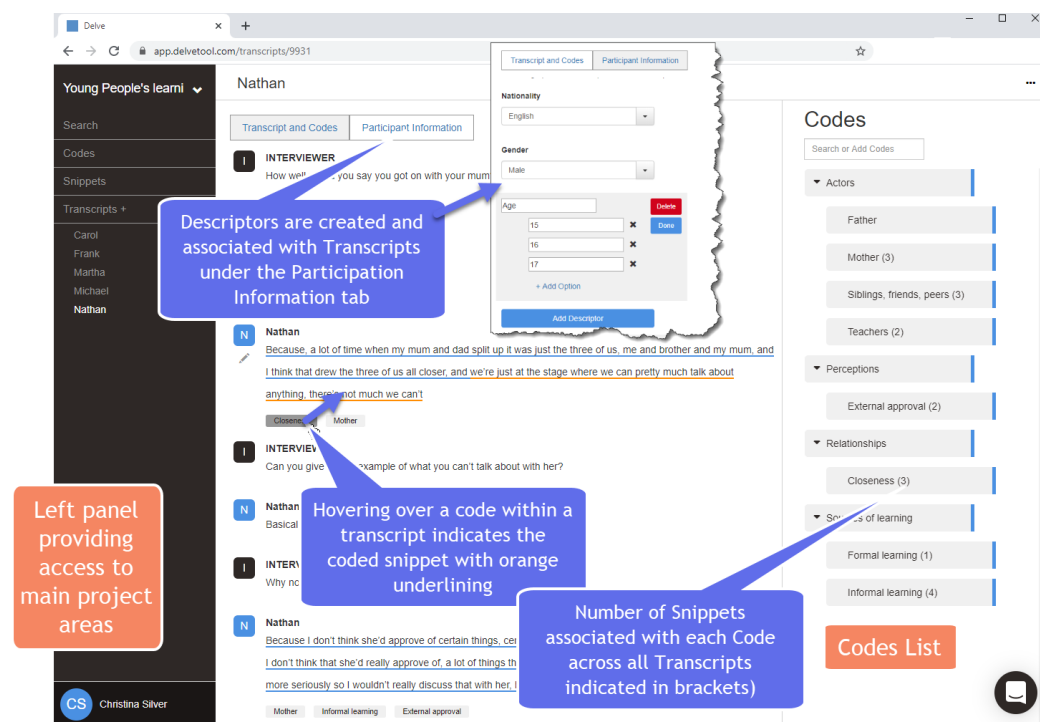 Delve
app.delvetool.com/transcripts/9931
Young People's learni
Search
Codes
Snippets
Transcripts +
Carol
Frank
Martha
Michael
Nathan
CS Christina Silver
Nathan
Transcript and Codes Participant Information
I INTERVIEWER
How well you say you got on with your mum
Descriptors are created and
associated with Transcripts
under the Participation
Information tab
Transcript and Codes Participant Information
Nationality
English
Gender
Male
Age Delete
15 Done
16
17
+ Add Option
Add Descriptor
N Nathan
Because, a lot of time when my mum and dad split up it was just the three of us, me and brother and my mum, and
I think that drew the three of us all closer, and we're just at the stage where we can pretty much talk about
anything, there's not much we can't
Closeness Mother
I INTERVIEW
Can you give example of what you can't talk about with her?
N Nathan
Basical
I INTERV
Why no
N Nathan
Because I don't think she'd approve of certain things, cer
I don't think that she'd really approve of, a lot of things th
more seriously so I wouldn't really discuss that with her, I
Mother Informal learning External approval
Hovering over a code within a
transcript indicates the
coded snippet with orange
underlining
Left panel
providing
access to
main project
areas
Number of Snippets
associated with each Code
across all Transcripts
indicated in brackets)
Codes
Search or Add Codes
Actors
Father
Mother (3)
Siblings, friends, peers (3)
Teachers (2)
Perceptions
External approval (2)
Relationships
Closeness (3)
Sources of learning
Formal learning (1)
Informal learning (4)
Codes List